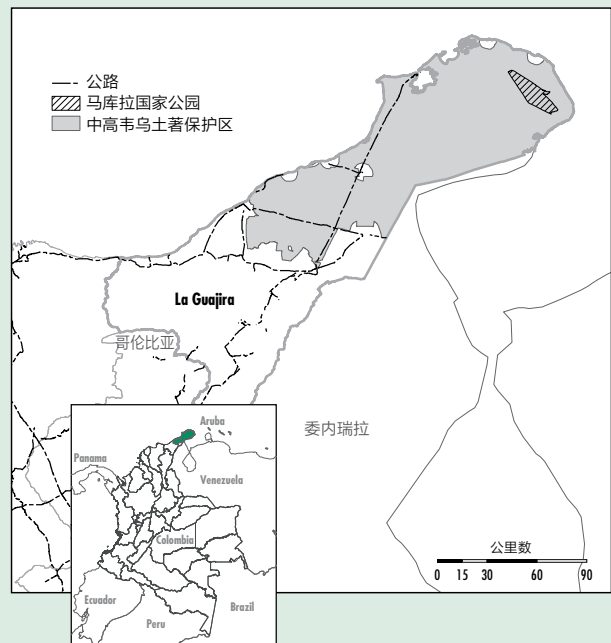 公路
马库拉国家公园
中高韦乌土著保护区
La Guajira
哥伦比亚
委内瑞拉
公里数
0 15 30 60 90
Aruba
Panama
Venezuela
Colombia
Ecuador
Peru
Brazil